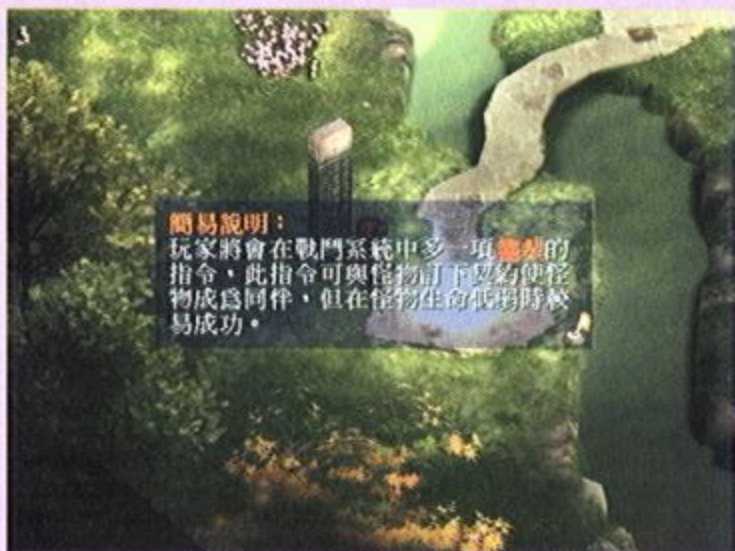 簡易說明：
玩家將會在戰鬥系統中多一項的
指令，此指令可與怪物訂下契約使怪
物成爲同伴，但在怪物生命低弱時較
易成功。